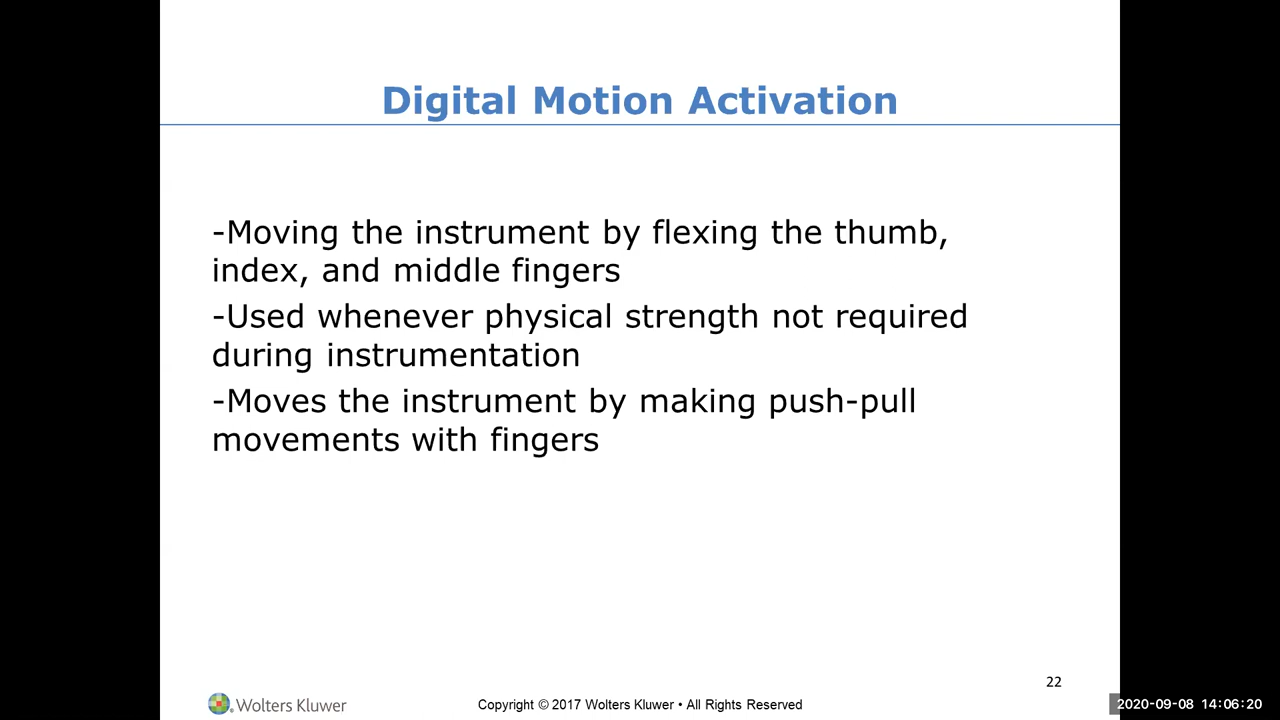 Digital Motion Activation
-Moving the instrument by flexing the thumb,
index, and middle fingers
-Used whenever physical strength not required
during instrumentation
-Moves the instrument by making push-pull
movements with fingers
22
Wolters Kluwer
Copyright © 2017 Wolters Kluwer • All Rights Reserved
2020-09-08 14:06:20